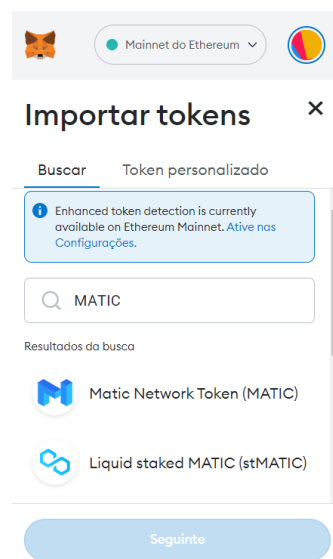 Mainnet do Ethereum
Importar tokens
Buscar Token personalizado
Enhanced token detection is currently
available on Ethereum Mainnet. Ative nas
Configurações.
MATIC
Resultados da busca
Matic Network Token (MATIC)
Liquid staked MATIC (stMATIC)
Seguinte